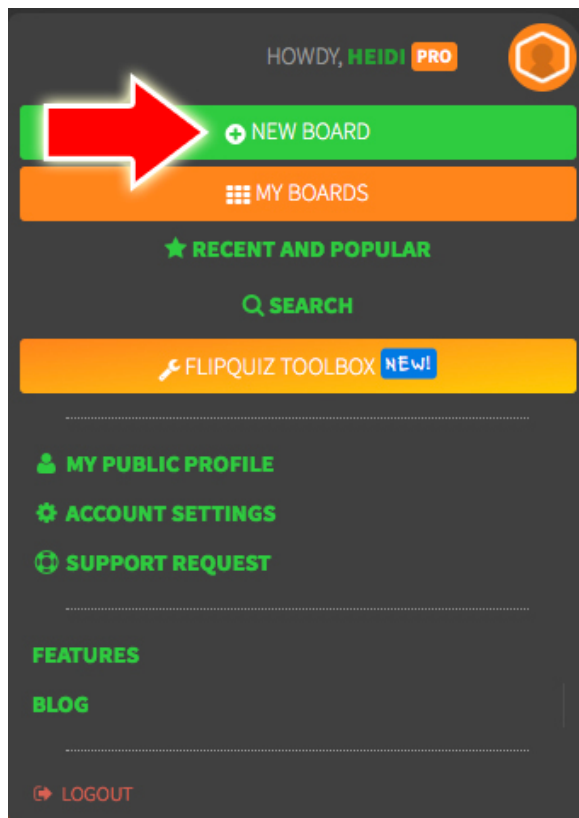 HOWDY, HEIDI PRO
NEW BOARD
MY BOARDS
RECENT AND POPULAR
SEARCH
FLIPQUIZ TOOLBOX NEW!
MY PUBLIC PROFILE
ACCOUNT SETTINGS
SUPPORT REQUEST
FEATURES
BLOG
LOGOUT